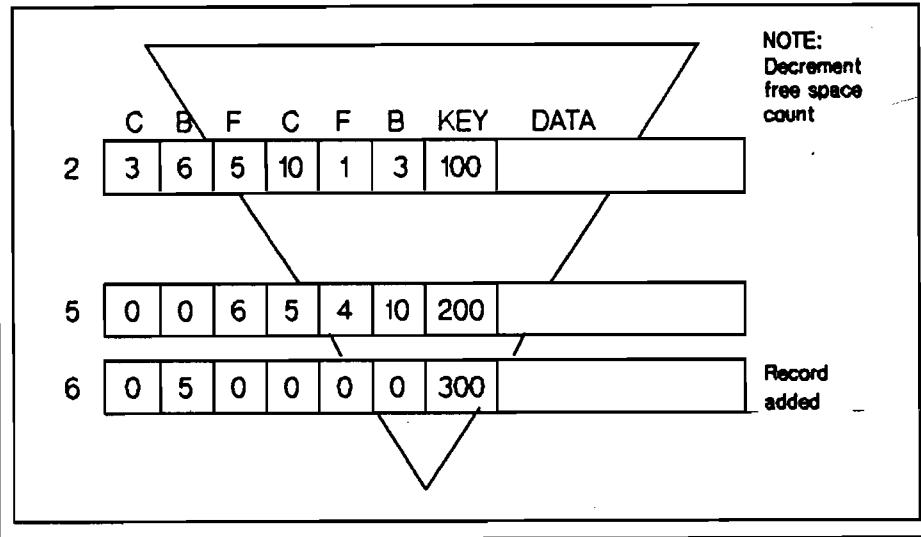 NOTE:
Decrement
free space
count
C B F C F B KEY DATA
2 3 6 5 10 1 3 100
5 0 0 6 5 4 10 200
6 0 5 0 0 0 0 300
Record
added